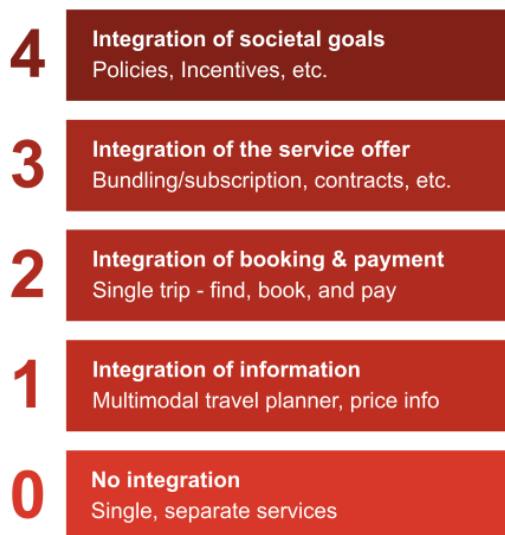 4
Integration of societal goals
Policies, Incentives, etc.
3
Integration of the service offer
Bundling/subscription, contracts, etc.
2
Integration of booking & payment
Single trip - find, book, and pay
1
Integration of information
Multimodal travel planner, price info
0
No integration
Single, separate services